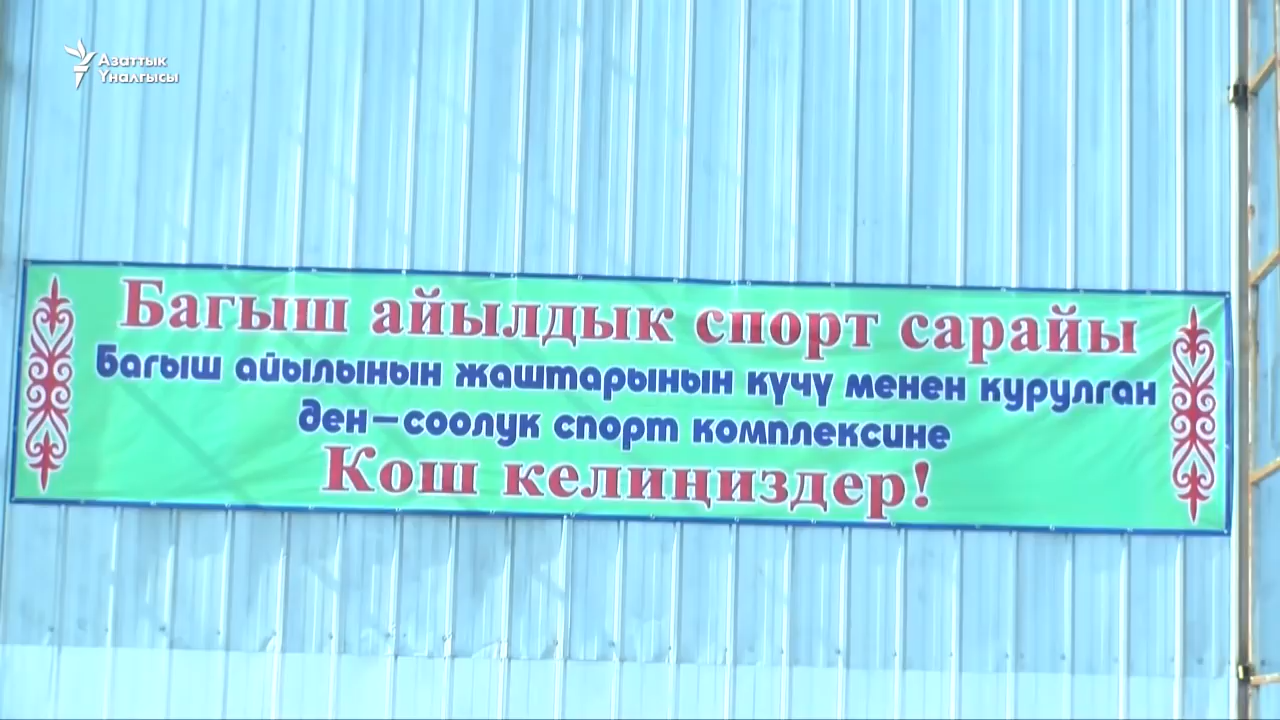 Азаттык
Үналгысы
Багыш айылдык спорт сарайы
Багыш айылынын жаштарынын күчү менен курулган
ден-соолук спорт комплексине
Кош келиңиздер!